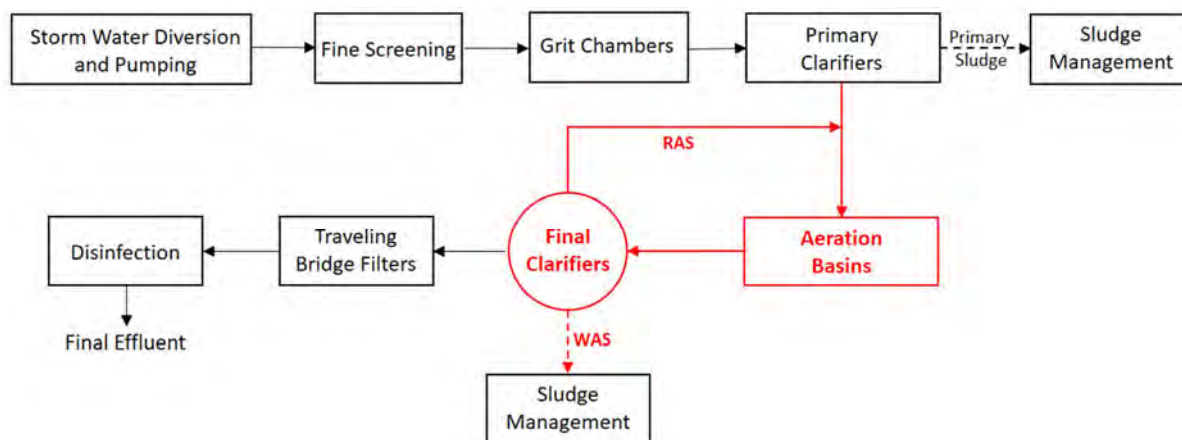 Storm Water Diversion
and Pumping
Fine Screening
Grit Chambers
Primary
Clarifiers
Primary
Sludge
Sludge
Management
RAS
Disinfection
Traveling
Bridge Filters
Final
Clarifiers
Aeration
Basins
Final Effluent
WAS
Sludge
Management